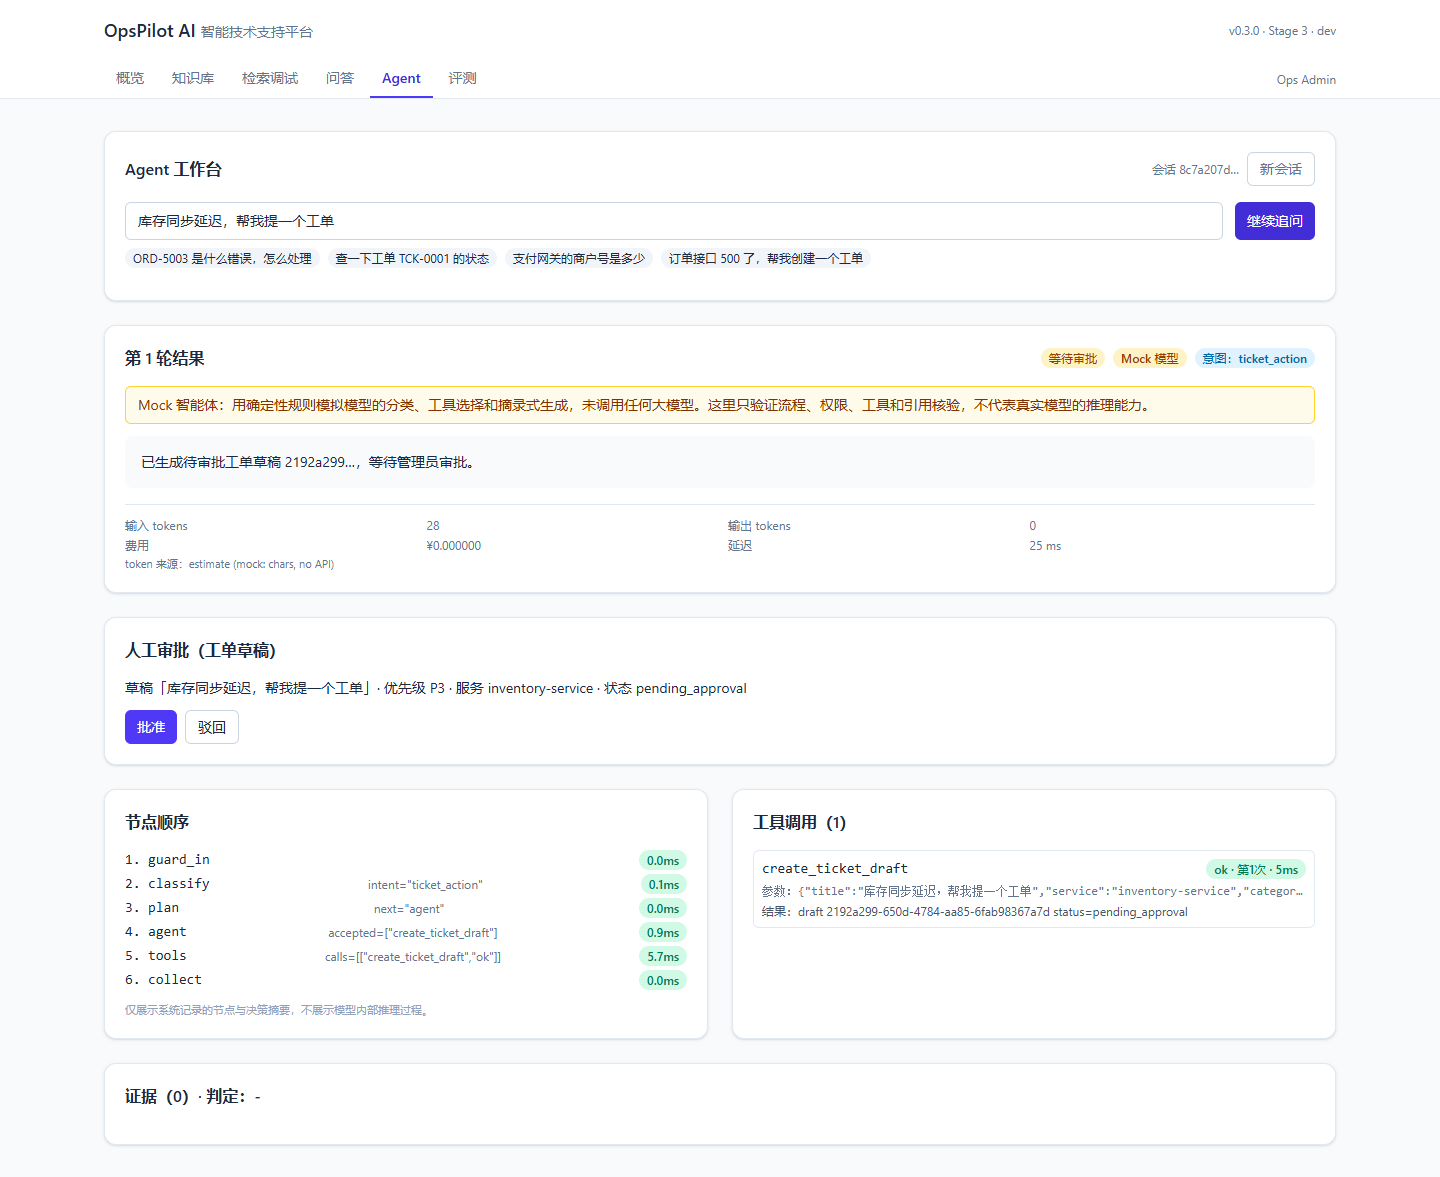 OpsPilot AI 智能技术支持平台
v0.3.0 · Stage 3 · dev
概览 知识库 检索调试 问答 Agent 评测
Ops Admin
Agent 工作台
会话 8c7a207d... 新会话
库存同步延迟，帮我提一个工单
继续追问
ORD-5003 是什么错误，怎么处理 查一下工单 TCK-0001 的状态 支付网关的商户号是多少 订单接口 500 了，帮我创建一个工单
第 1 轮结果
等待审批 Mock 模型 意图：ticket_action
Mock 智能体：用确定性规则模拟模型的分类、工具选择和摘录式生成，未调用任何大模型。这里只验证流程、权限、工具和引用核验，不代表真实模型的推理能力。
已生成待审批工单草稿 2192a299...，等待管理员审批。
输入 tokens 28 输出 tokens 0
费用 ¥0.000000 延迟 25 ms
token 来源：estimate (mock: chars, no API)
人工审批（工单草稿）
草稿「库存同步延迟，帮我提一个工单」· 优先级 P3 · 服务 inventory-service · 状态 pending_approval
批准 驳回
节点顺序
1. guard_in 0.0ms
2. classify intent="ticket_action" 0.1ms
3. plan next="agent" 0.0ms
4. agent accepted=["create_ticket_draft"] 0.9ms
5. tools calls=[["create_ticket_draft","ok"]] 5.7ms
6. collect 0.0ms
仅展示系统记录的节点与决策摘要，不展示模型内部推理过程。
工具调用（1）
create_ticket_draft ok · 第1次 · 5ms
参数：{"title":"库存同步延迟，帮我提一个工单","service":"inventory-service","categor…
结果：draft 2192a299-650d-4784-aa85-6fab98367a7d status=pending_approval
证据（0）· 判定：-